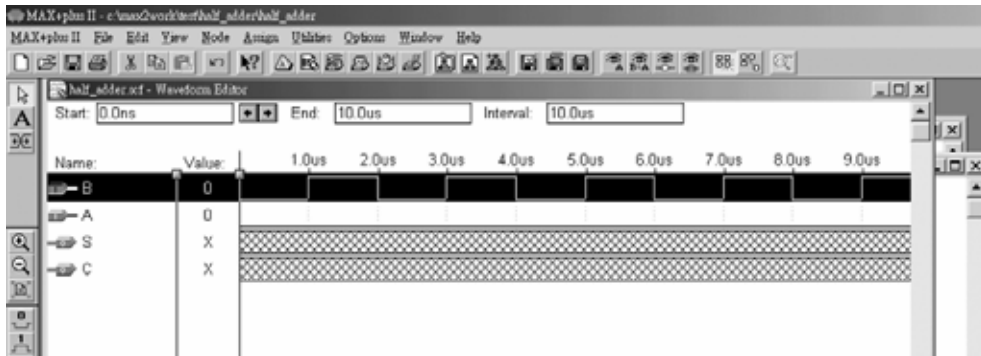 MAX+plus II - c:\max2work\test\half_adder\half_adder
MAX+plus II File Edit View Node Assign Utilities Options Window Help
half_adder.scf - Waveform Editor
Start: 0.0ns End: 10.0us Interval: 10.0us
Name: Value: 1.0us 2.0us 3.0us 4.0us 5.0us 6.0us 7.0us 8.0us 9.0us
B 0
A 0
S X
C X